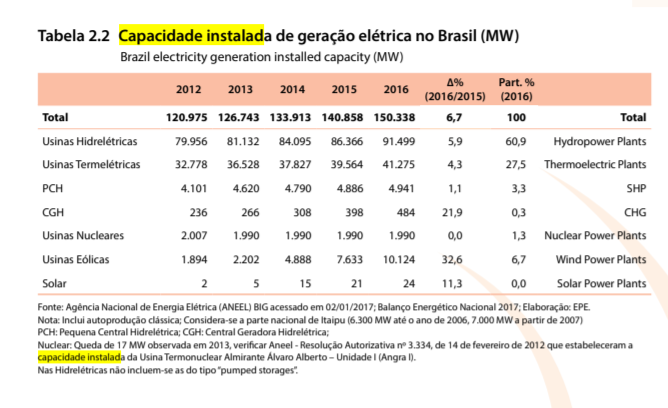 Tabela 2.2 Capacidade instalada de geração elétrica no Brasil (MW)
Brazil electricity generation installed capacity (MW)
2012 2013 2014 2015 2016 Δ% (2016/2015) Part. % (2016)
Total 120.975 126.743 133.913 140.858 150.338 6,7 100 Total
Usinas Hidrelétricas 79.956 81.132 84.095 86.366 91.499 5,9 60,9 Hydropower Plants
Usinas Termelétricas 32.778 36.528 37.827 39.564 41.275 4,3 27,5 Thermoelectric Plants
PCH 4.101 4.620 4.790 4.886 4.941 1,1 3,3 SHP
CGH 236 266 308 398 484 21,9 0,3 CHG
Usinas Nucleares 2.007 1.990 1.990 1.990 1.990 0,0 1,3 Nuclear Power Plants
Usinas Eólicas 1.894 2.202 4.888 7.633 10.124 32,6 6,7 Wind Power Plants
Solar 2 5 15 21 24 11,3 0,0 Solar Power Plants
Fonte: Agência Nacional de Energia Elétrica (ANEEL) BIG acessado em 02/01/2017; Balanço Energético Nacional 2017; Elaboração: EPE.
Nota: Inclui autoprodução clássica; Considera-se a parte nacional de Itaipu (6.300 MW até o ano de 2006, 7.000 MW a partir de 2007)
PCH: Pequena Central Hidrelétrica; CGH: Central Geradora Hidrelétrica;
Nuclear: Queda de 17 MW observada em 2013, verificar Aneel - Resolução Autorizativa nº 3.334, de 14 de fevereiro de 2012 que estabeleceram a
capacidade instalada da Usina Termonuclear Almirante Álvaro Alberto – Unidade I (Angra I).
Nas Hidrelétricas não incluem-se as do tipo "pumped storages".